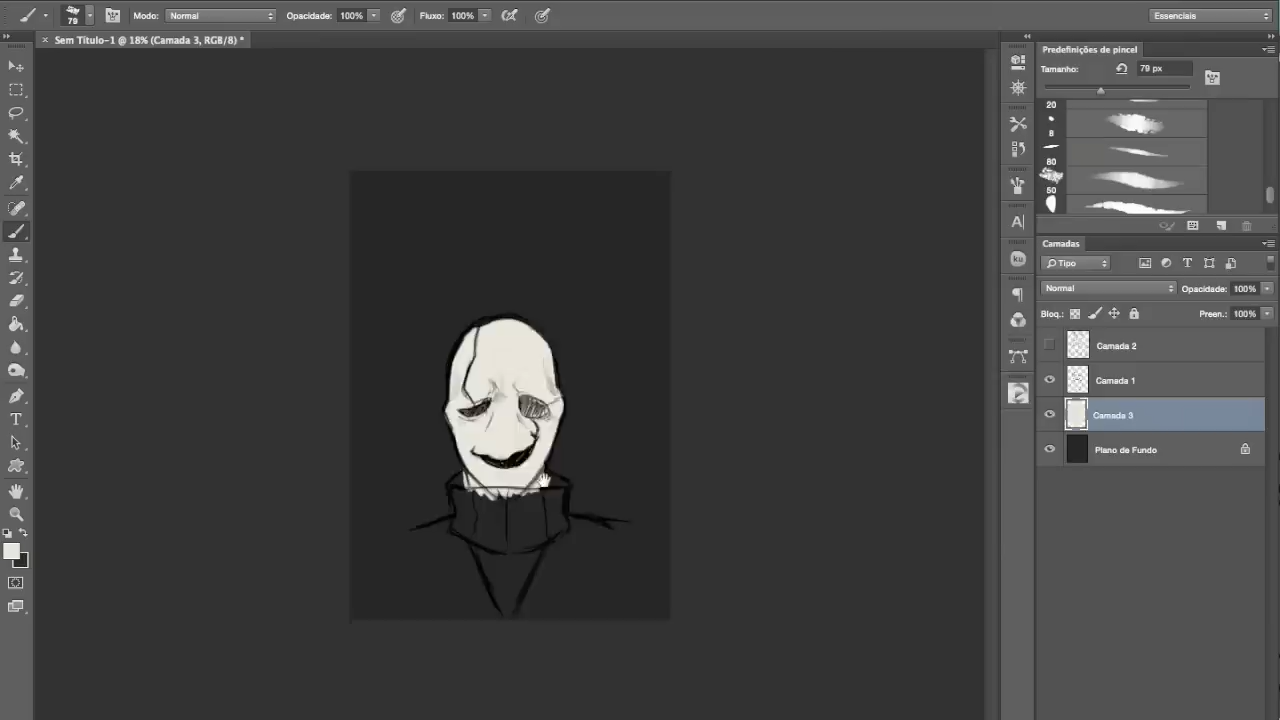 79
Modo: Normal
Opacidade: 100%
Fluxo: 100%
Essenciais
× Sem Título-1 @ 18% (Camada 3, RGB/8) *
Predefinições de pincel
Tamanho: 79 px
20
8
80
50
Camadas
Tipo
Normal
Opacidade: 100%
Bloq.:
Preen.: 100%
Camada 2
Camada 1
Camada 3
Plano de Fundo
A
ku
T